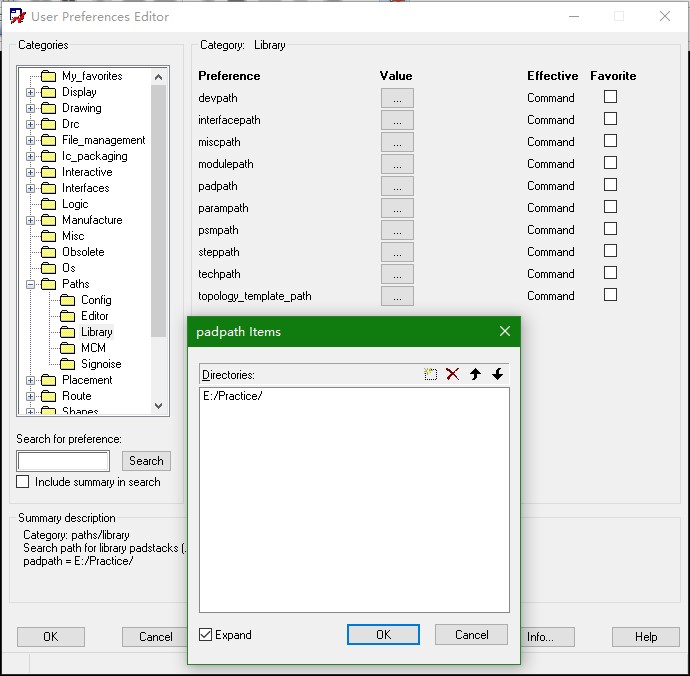 User Preferences Editor
Categories
My_favorites
Display
Drawing
Drc
File_management
Ic_packaging
Interactive
Interfaces
Logic
Manufacture
Misc
Obsolete
Os
Paths
Config
Editor
Library
MCM
Signoise
Placement
Route
Shapes
Search for preference:
Search
Include summary in search
Category: Library
Preference Value Effective Favorite
devpath ... Command
interfacepath ... Command
miscpath ... Command
modulepath ... Command
padpath ... Command
parampath ... Command
psmpath ... Command
steppath ... Command
techpath ... Command
topology_template_path ... Command
padpath Items
Directories:
E:/Practice/
Expand
OK
Cancel
Summary description
Category: paths/library
Search path for library padstacks (.
padpath = E:/Practice/
OK
Cancel
Info...
Help